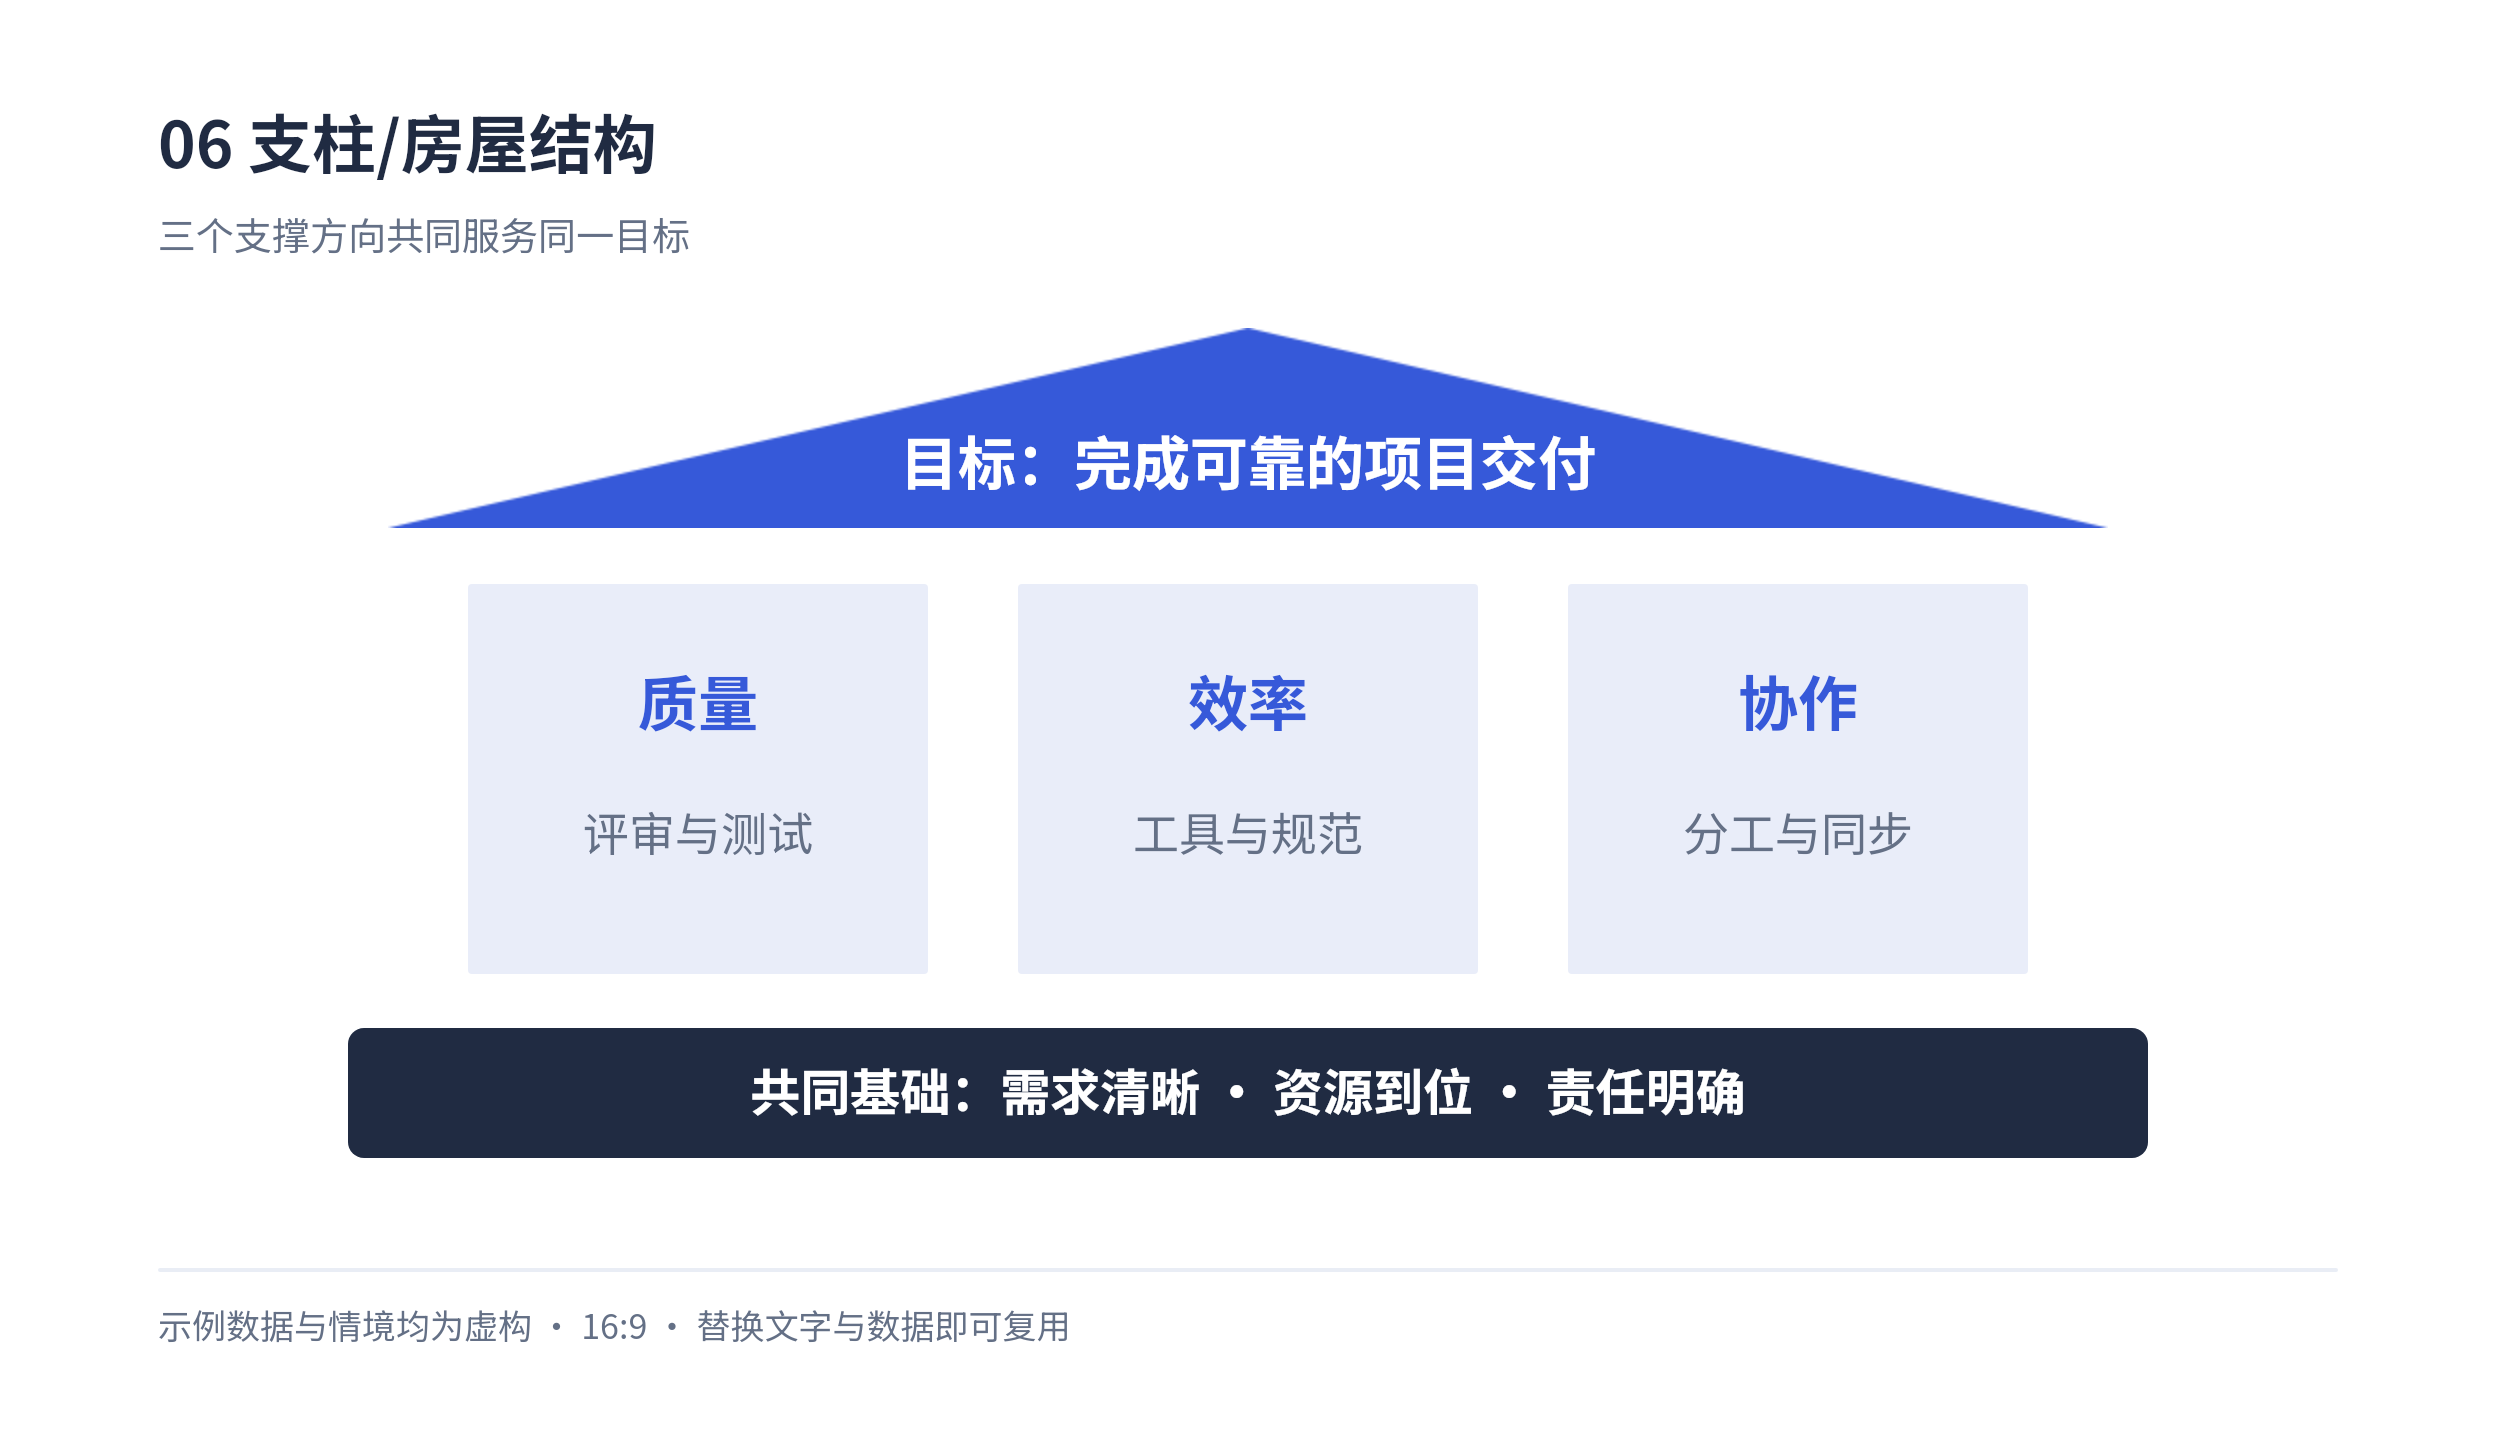 06 支柱/房屋结构
三个支撑方向共同服务同一目标
目标：完成可靠的项目交付
质量
效率
协作
评审与测试
工具与规范
分工与同步
共同基础：需求清晰 · 资源到位 · 责任明确
示例数据与情境均为虚构 · 16:9 · 替换文字与数据即可复用